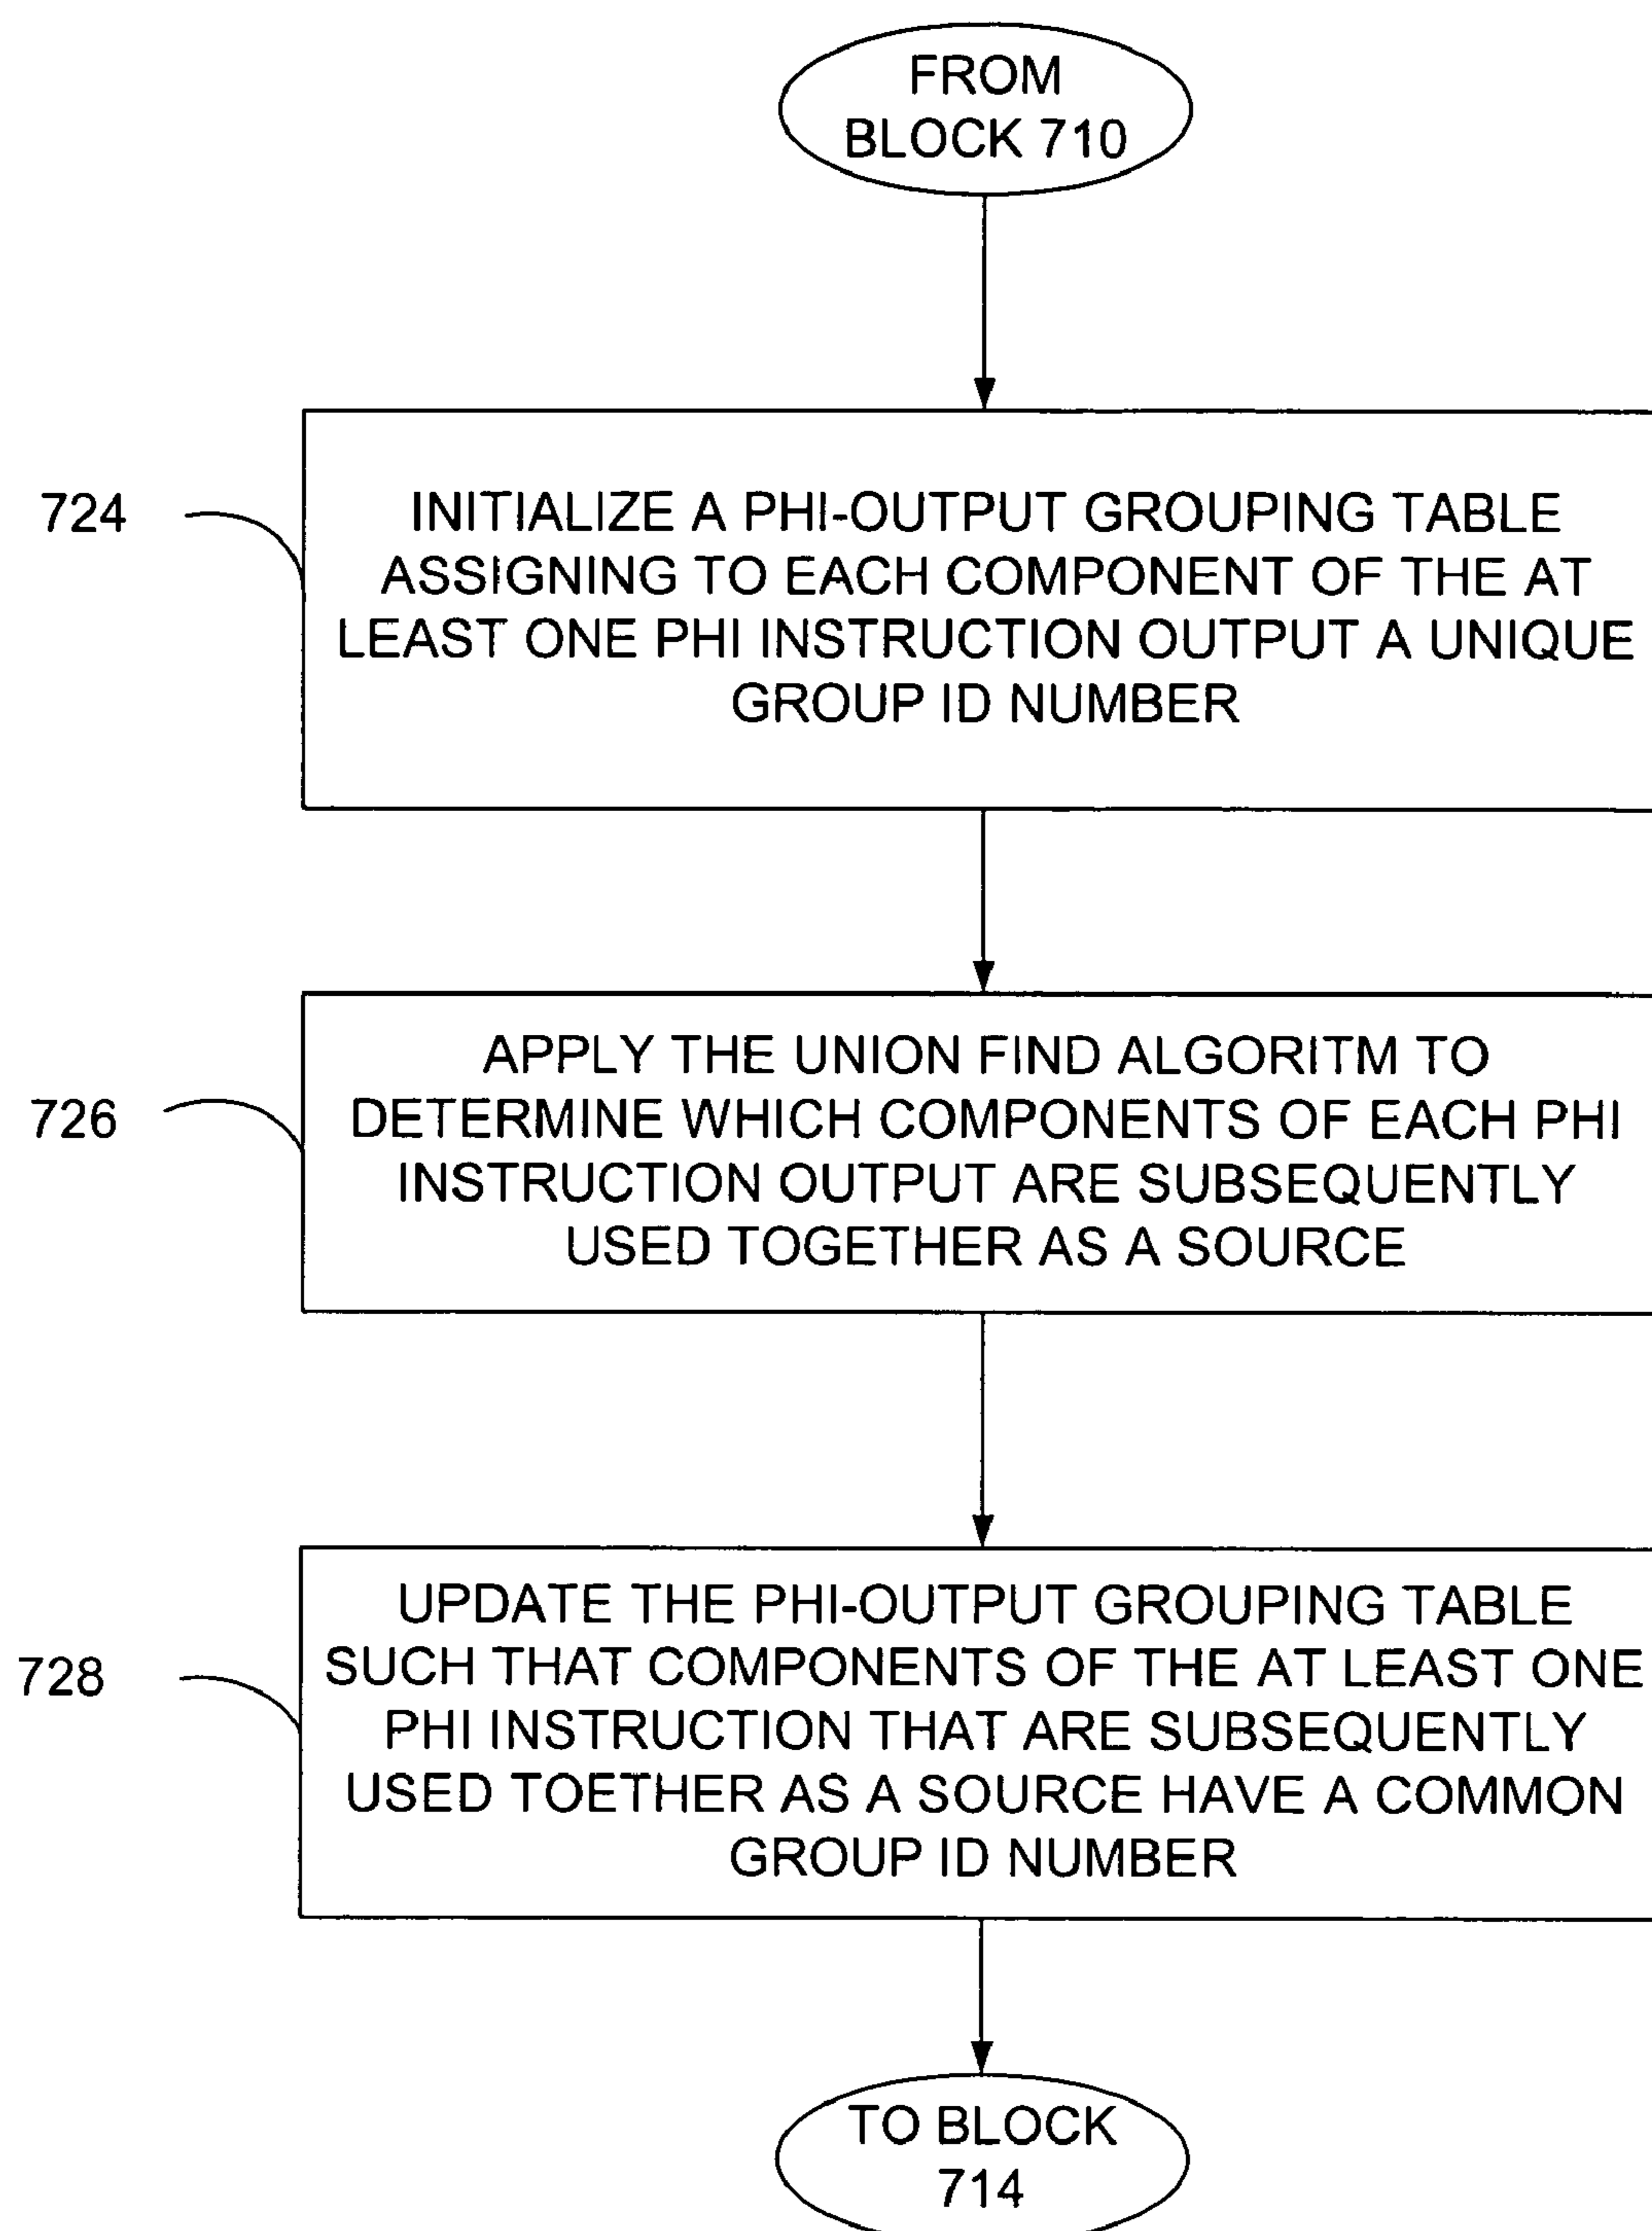 FROM
BLOCK 710
724
INITIALIZE A PHI-OUTPUT GROUPING TABLE
ASSIGNING TO EACH COMPONENT OF THE AT
LEAST ONE PHI INSTRUCTION OUTPUT A UNIQUE
GROUP ID NUMBER
726
APPLY THE UNION FIND ALGORITM TO
DETERMINE WHICH COMPONENTS OF EACH PHI
INSTRUCTION OUTPUT ARE SUBSEQUENTLY
USED TOGETHER AS A SOURCE
728
UPDATE THE PHI-OUTPUT GROUPING TABLE
SUCH THAT COMPONENTS OF THE AT LEAST ONE
PHI INSTRUCTION THAT ARE SUBSEQUENTLY
USED TOETHER AS A SOURCE HAVE A COMMON
GROUP ID NUMBER
TO BLOCK
714